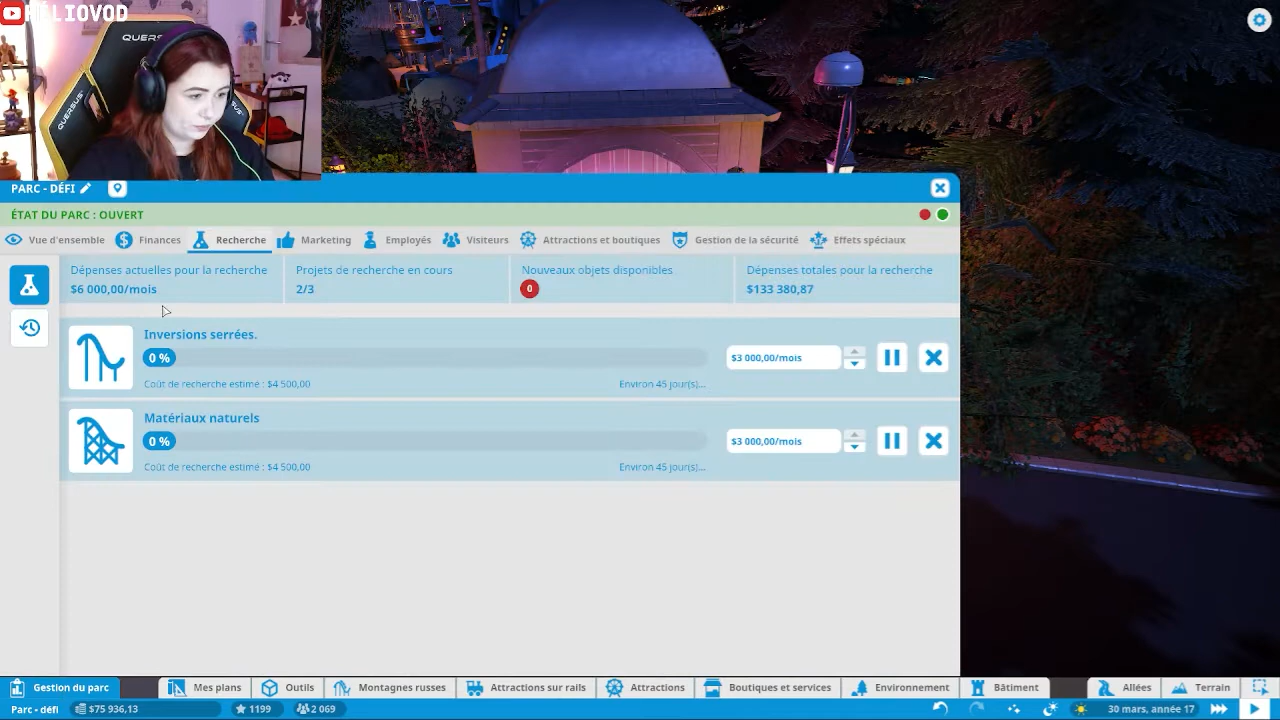 HÉLIOVOD
QUERSUS
QUERSUS
PARC - DÉFI
ÉTAT DU PARC : OUVERT
Vue d'ensemble
Finances
Recherche
Marketing
Employés
Visiteurs
Attractions et boutiques
Gestion de la sécurité
Effets spéciaux
Dépenses actuelles pour la recherche
$6 000,00/mois
Projets de recherche en cours
2/3
Nouveaux objets disponibles
0
Dépenses totales pour la recherche
$133 380,87
Inversions serrées.
0 %
$3 000,00/mois
Coût de recherche estimé : $4 500,00
Environ 45 jour(s)...
Matériaux naturels
0 %
$3 000,00/mois
Coût de recherche estimé : $4 500,00
Environ 45 jour(s)...
Gestion du parc
Mes plans
Outils
Montagnes russes
Attractions sur rails
Attractions
Boutiques et services
Environnement
Bâtiment
Allées
Terrain
Parc - défi
$75 936,13
1199
2 069
30 mars, année 17